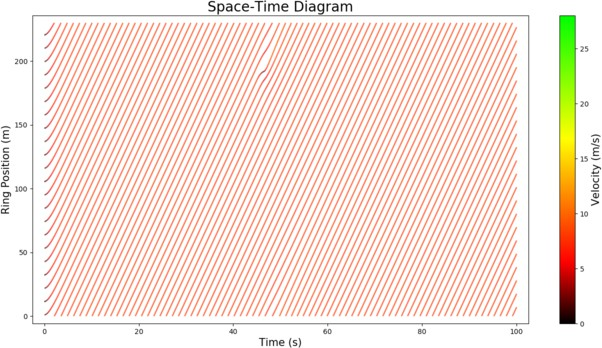 Space-Time Diagram
Ring Position (m)
200
150
100
50
0
0 20 40 60 80 100
Time (s)
25
20
15
10
5
0
Velocity (m/s)